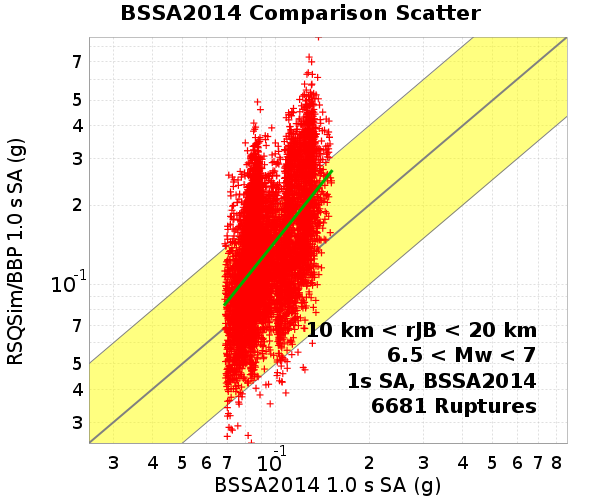 BSSA2014 Comparison Scatter
RSQSim/BBP 1.0 s SA (g)
7
5
4
3
2
10-1
7
5
4
3
10 km < rJB < 20 km
6.5 < Mw < 7
1s SA, BSSA2014
6681 Ruptures
3 4 5 6 7 10-1 2 3 4 5 6 7 8
BSSA2014 1.0 s SA (g)